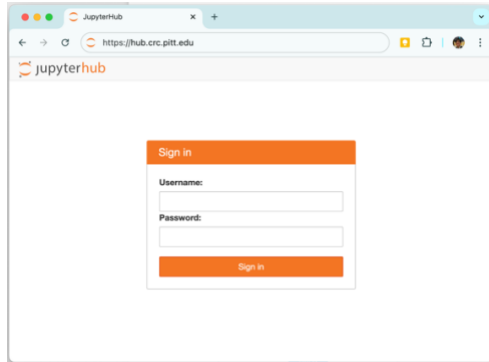 JupyterHub
https://hub.crc.pitt.edu
jupyterhub
Sign in
Username:
Password:
Sign in